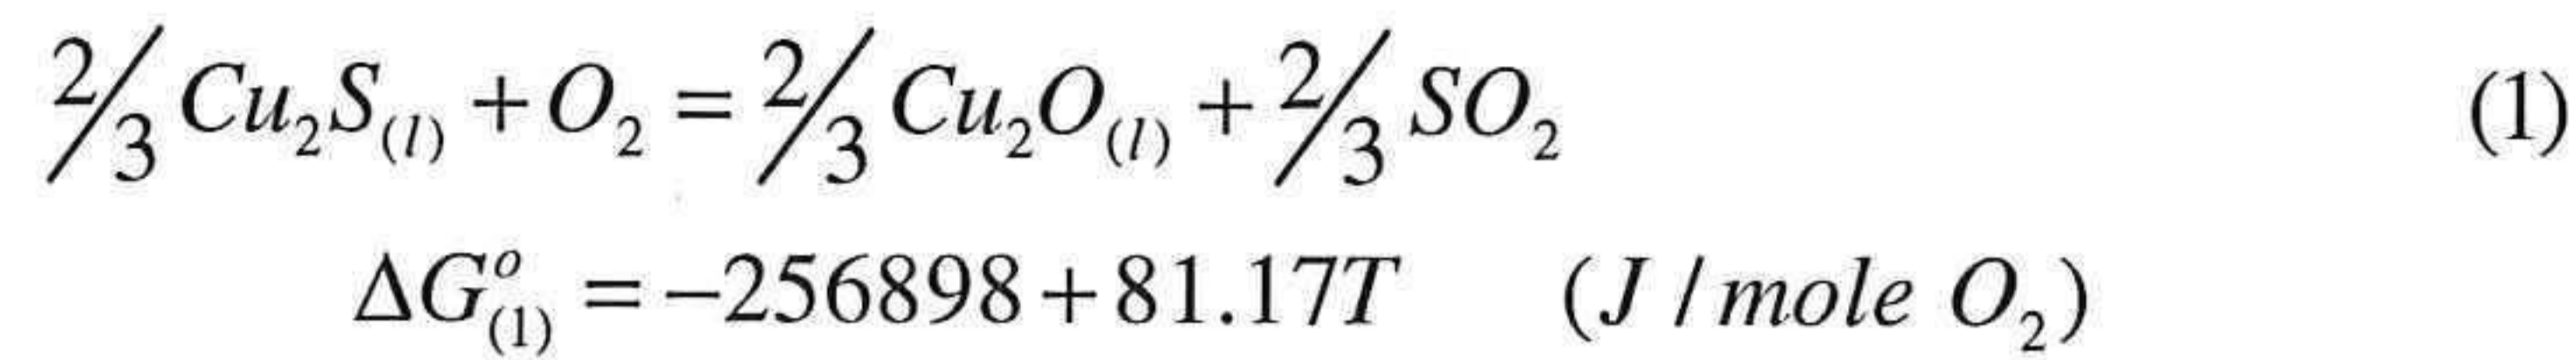 2/3 Cu₂S(l) + O₂ = 2/3 Cu₂O(l) + 2/3 SO₂ (1)
ΔG°(1) = −256898 + 81.17T (J / mole O₂)